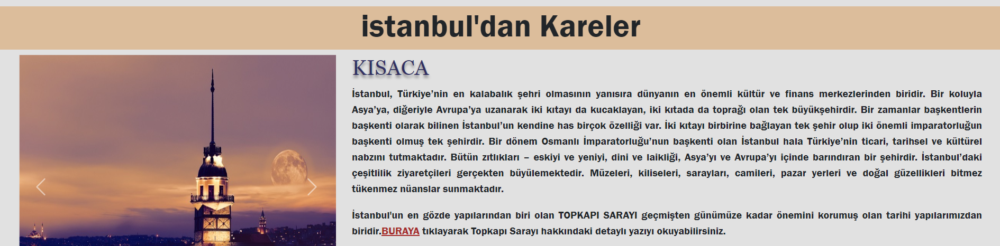 istanbul'dan Kareler
KISACA
İstanbul, Türkiye’nin en kalabalık şehri olmasının yanısıra dünyanın en önemli kültür ve finans merkezlerinden biridir. Bir koluyla
Asya’ya, diğeriyle Avrupa’ya uzanarak iki kıtayı da kucaklayan, iki kıtada da toprağı olan tek büyükşehirdir. Bir zamanlar başkentlerin
başkenti olarak bilinen İstanbul’un kendine has birçok özelliği var. İki kıtayı birbirine bağlayan tek şehir olup iki önemli imparatorluğun
başkenti olmuş tek şehirdir. Bir dönem Osmanlı İmparatorluğu’nun başkenti olan İstanbul hala Türkiye’nin ticari, tarihsel ve kültürel
nabzını tutmaktadır. Bütün zıtlıkları – eskiyi ve yeniyi, dini ve laikliği, Asya’yı ve Avrupa’yı içinde barındıran bir şehirdir. İstanbul’daki
çeşitlilik ziyaretçileri gerçekten büyülemektedir. Müzeleri, kiliseleri, sarayları, camileri, pazar yerleri ve doğal güzellikleri bitmez
tükenmez nüanslar sunmaktadır.
İstanbul'un en gözde yapılarından biri olan TOPKAPI SARAYI geçmişten günümüze kadar önemini korumuş olan tarihi yapılarımızdan
biridir.BURAYA tıklayarak Topkapı Sarayı hakkındaki detaylı yazıyı okuyabilirsiniz.